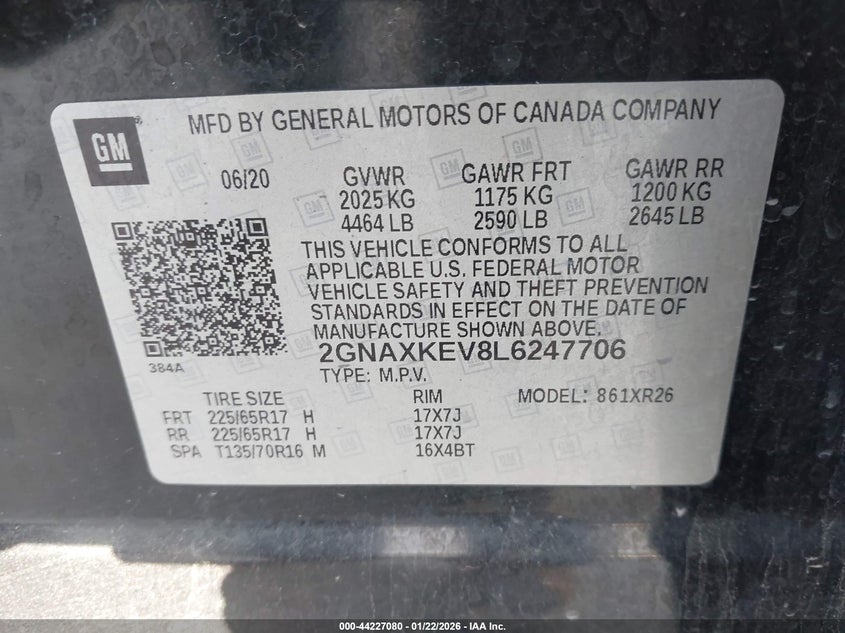 GM
MFD BY GENERAL MOTORS OF CANADA COMPANY
06/20 GVWR GAWR FRT GAWR RR
2025 KG 1175 KG 1200 KG
4464 LB 2590 LB 2645 LB
THIS VEHICLE CONFORMS TO ALL
APPLICABLE U.S. FEDERAL MOTOR
VEHICLE SAFETY AND THEFT PREVENTION
STANDARDS IN EFFECT ON THE DATE OF
MANUFACTURE SHOWN ABOVE.
384A
2GNAXKEV8L6247706
TYPE: M.P.V.
TIRE SIZE RIM MODEL: 861XR26
FRT 225/65R17 H 17X7J
RR 225/65R17 H 17X7J
SPA T135/70R16 M 16X4BT
000-44227080 - 01/22/2026 - IAA Inc.